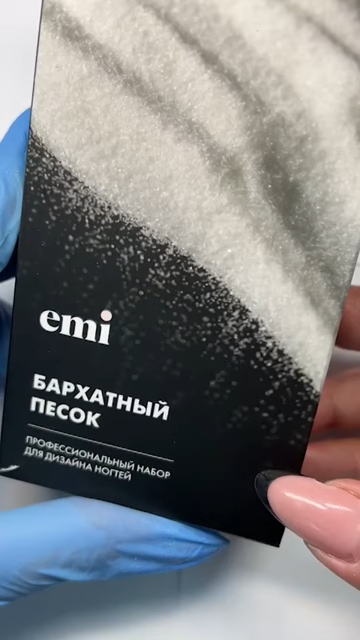 emi
БАРХАТНЫЙ
ПЕСОК
ПРОФЕССИОНАЛЬНЫЙ НАБОР
ДЛЯ ДИЗАЙНА НОГТЕЙ